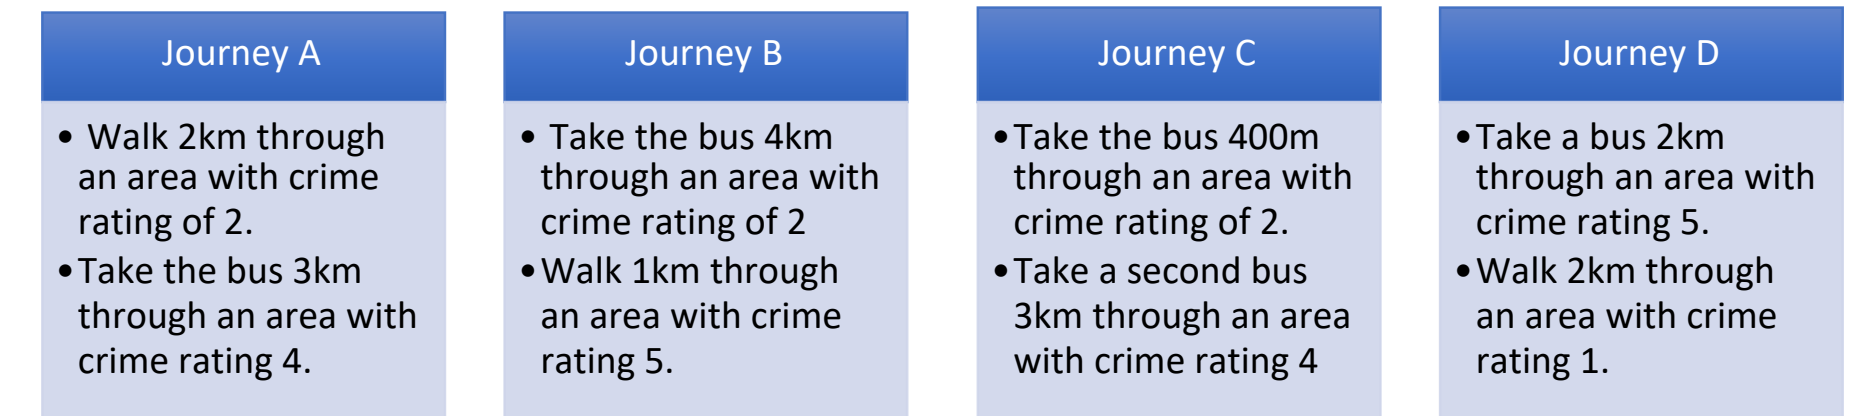 Journey A
• Walk 2km through
an area with crime
rating of 2.
•Take the bus 3km
through an area with
crime rating 4.
Journey B
• Take the bus 4km
through an area with
crime rating of 2
•Walk 1km through
an area with crime
rating 5.
Journey C
•Take the bus 400m
through an area with
crime rating of 2.
•Take a second bus
3km through an area
with crime rating 4
Journey D
•Take a bus 2km
through an area with
crime rating 5.
•Walk 2km through
an area with crime
rating 1.